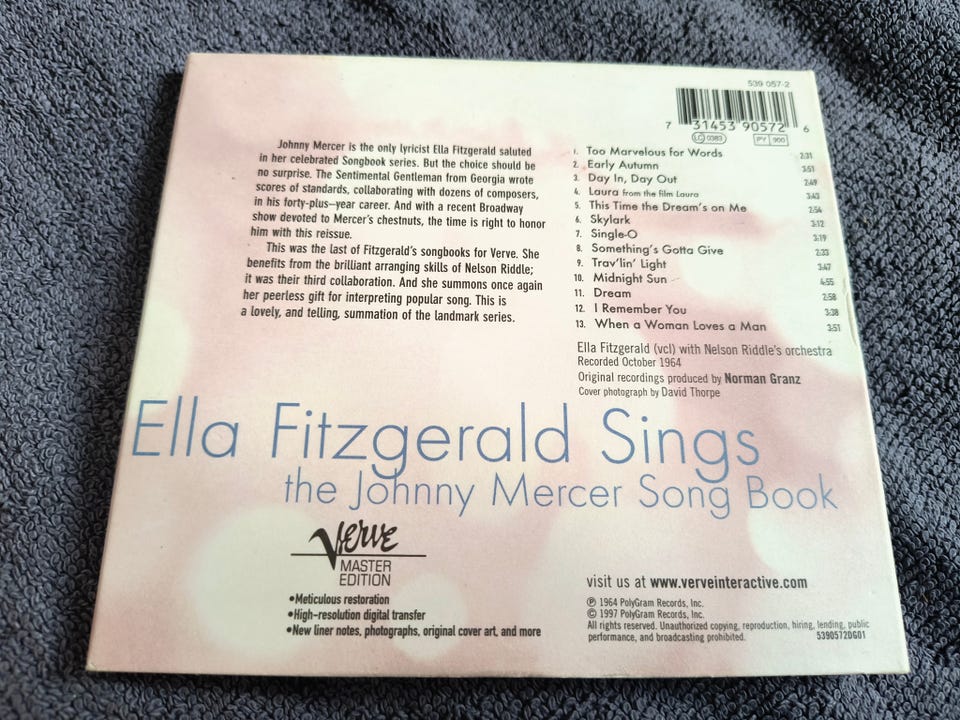 539 057-2
7 31453 90572 6
LC 0383
PY 900
Johnny Mercer is the only lyricist Ella Fitzgerald saluted
in her celebrated Songbook series. But the choice should be
no surprise. The Sentimental Gentleman from Georgia wrote
scores of standards, collaborating with dozens of composers,
in his forty-plus–year career. And with a recent Broadway
show devoted to Mercer's chestnuts, the time is right to honor
him with this reissue.
This was the last of Fitzgerald's songbooks for Verve. She
benefits from the brilliant arranging skills of Nelson Riddle;
it was their third collaboration. And she summons once again
her peerless gift for interpreting popular song. This is
a lovely, and telling, summation of the landmark series.
1. Too Marvelous for Words 2:31
2. Early Autumn 3:51
3. Day In, Day Out 2:49
4. Laura from the film Laura 3:43
5. This Time the Dream's on Me 2:54
6. Skylark 3:12
7. Single-O 3:19
8. Something's Gotta Give 2:33
9. Trav'lin' Light 3:47
10. Midnight Sun 4:55
11. Dream 2:58
12. I Remember You 3:38
13. When a Woman Loves a Man 3:51
Ella Fitzgerald (vcl) with Nelson Riddle's orchestra
Recorded October 1964
Original recordings produced by Norman Granz
Cover photograph by David Thorpe
Ella Fitzgerald Sings
the Johnny Mercer Song Book
Verve
MASTER
EDITION
•Meticulous restoration
•High-resolution digital transfer
•New liner notes, photographs, original cover art, and more
visit us at www.verveinteractive.com
℗ 1964 PolyGram Records, Inc.
© 1997 PolyGram Records, Inc.
All rights reserved. Unauthorized copying, reproduction, hiring, lending, public
performance, and broadcasting prohibited. 5390572DG01